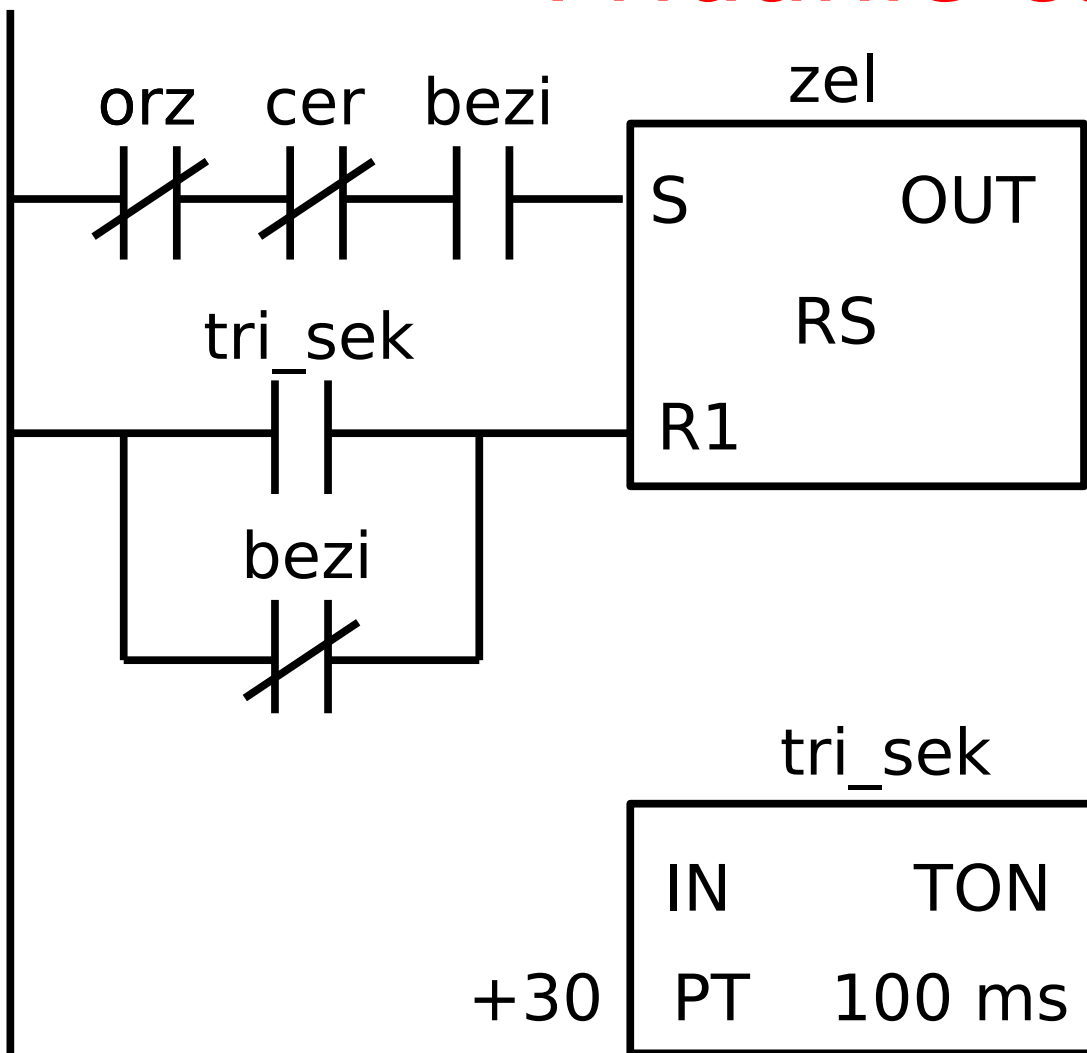 zel
orz cer bezi
S OUT
RS
tri_sek
R1
bezi
tri_sek
IN TON
+30 PT 100 ms